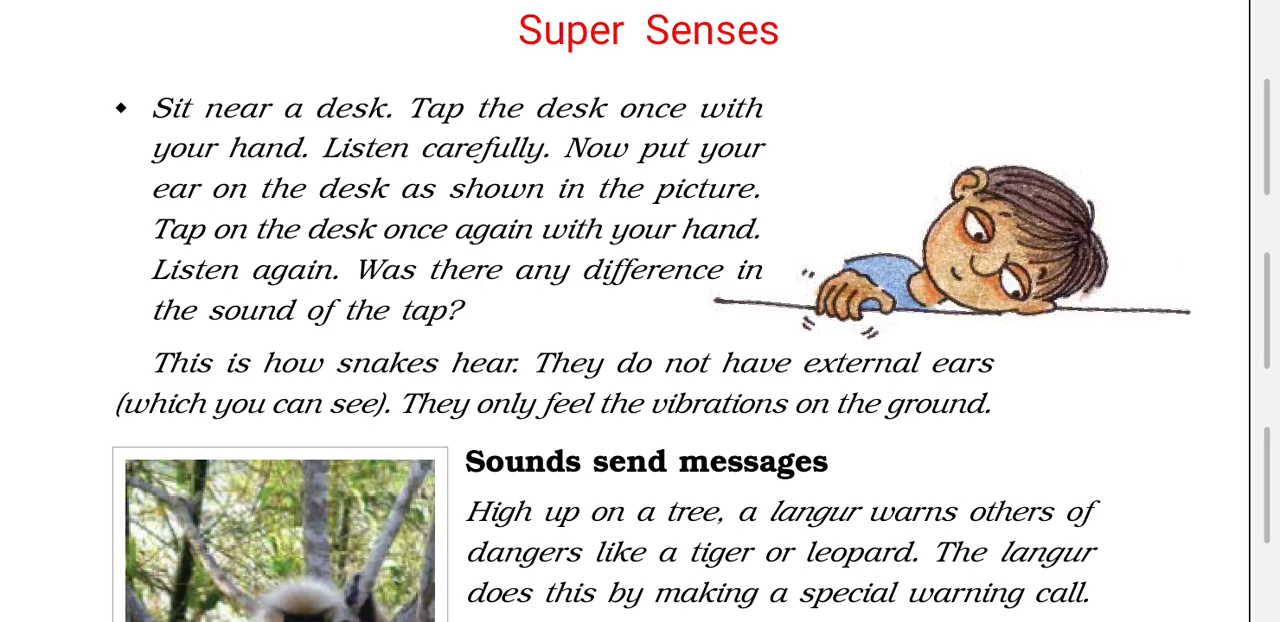 Super Senses
◆ Sit near a desk. Tap the desk once with
your hand. Listen carefully. Now put your
ear on the desk as shown in the picture.
Tap on the desk once again with your hand.
Listen again. Was there any difference in
the sound of the tap?
This is how snakes hear. They do not have external ears
(which you can see). They only feel the vibrations on the ground.
Sounds send messages
High up on a tree, a langur warns others of
dangers like a tiger or leopard. The langur
does this by making a special warning call.